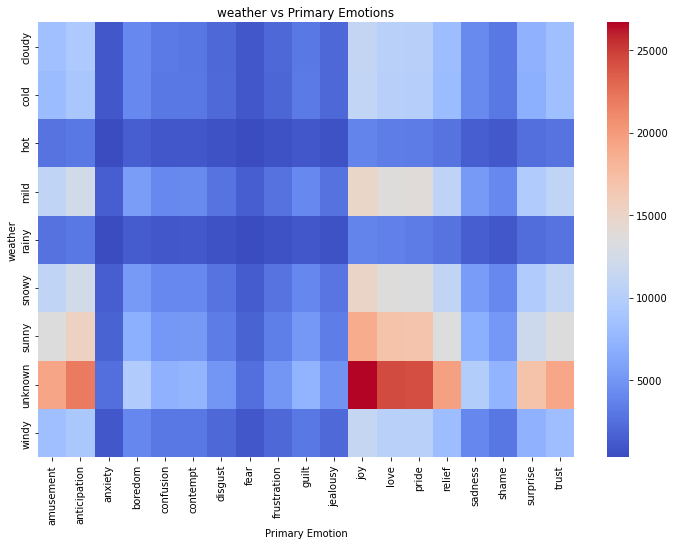 weather vs Primary Emotions
weather
cloudy
cold
hot
mild
rainy
snowy
sunny
unknown
windy
amusement
anticipation
anxiety
boredom
confusion
contempt
disgust
fear
frustration
guilt
jealousy
joy
love
pride
relief
sadness
shame
surprise
trust
Primary Emotion
25000
20000
15000
10000
5000